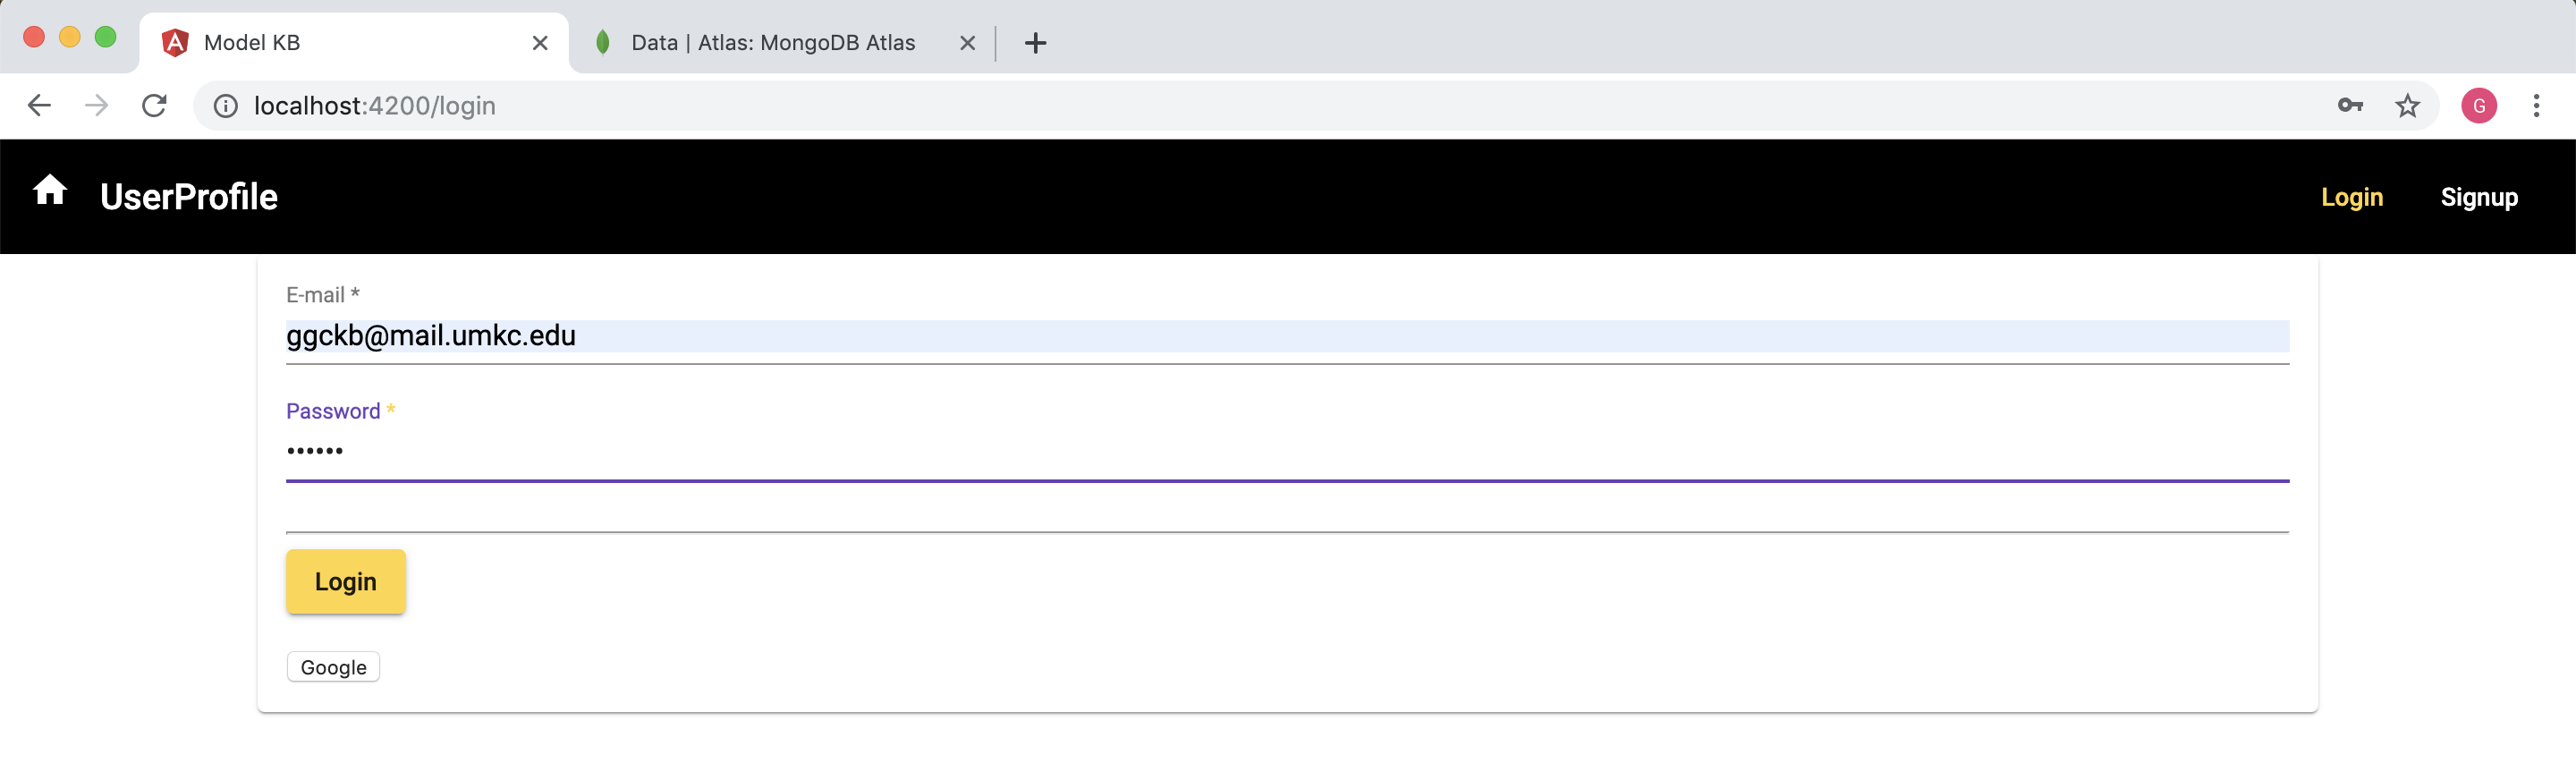 Model KB
Data | Atlas: MongoDB Atlas
localhost:4200/login
G
UserProfile
Login
Signup
E-mail *
ggckb@mail.umkc.edu
Password *
••••••
Login
Google